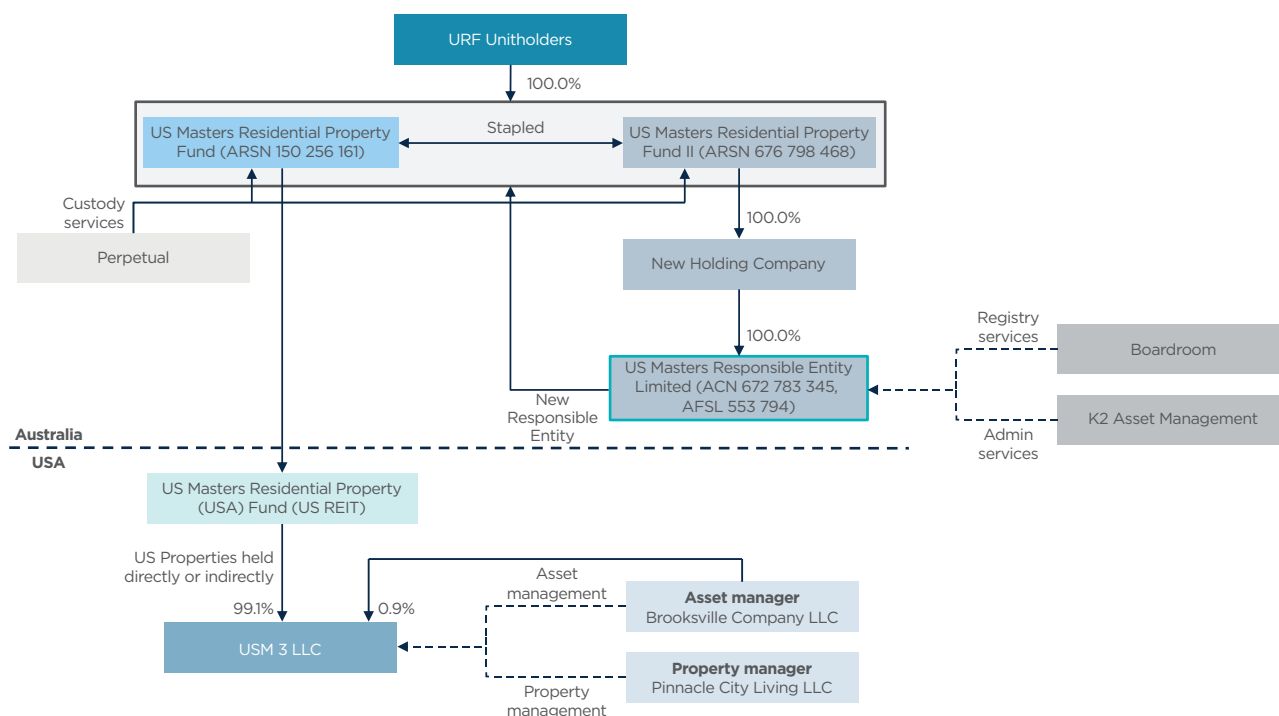 URF Unitholders
100.0%
US Masters Residential Property
Fund (ARSN 150 256 161)
Stapled
US Masters Residential Property
Fund II (ARSN 676 798 468)
Custody
services
Perpetual
100.0%
New Holding Company
100.0%
US Masters Responsible Entity
Limited (ACN 672 783 345,
AFSL 553 794)
New
Responsible
Entity
Registry
services
Boardroom
K2 Asset Management
Admin
services
Australia
USA
US Masters Residential Property
(USA) Fund (US REIT)
US Properties held
directly or indirectly
99.1%
0.9%
USM 3 LLC
Asset
management
Asset manager
Brooksville Company LLC
Property manager
Pinnacle City Living LLC
Property
management